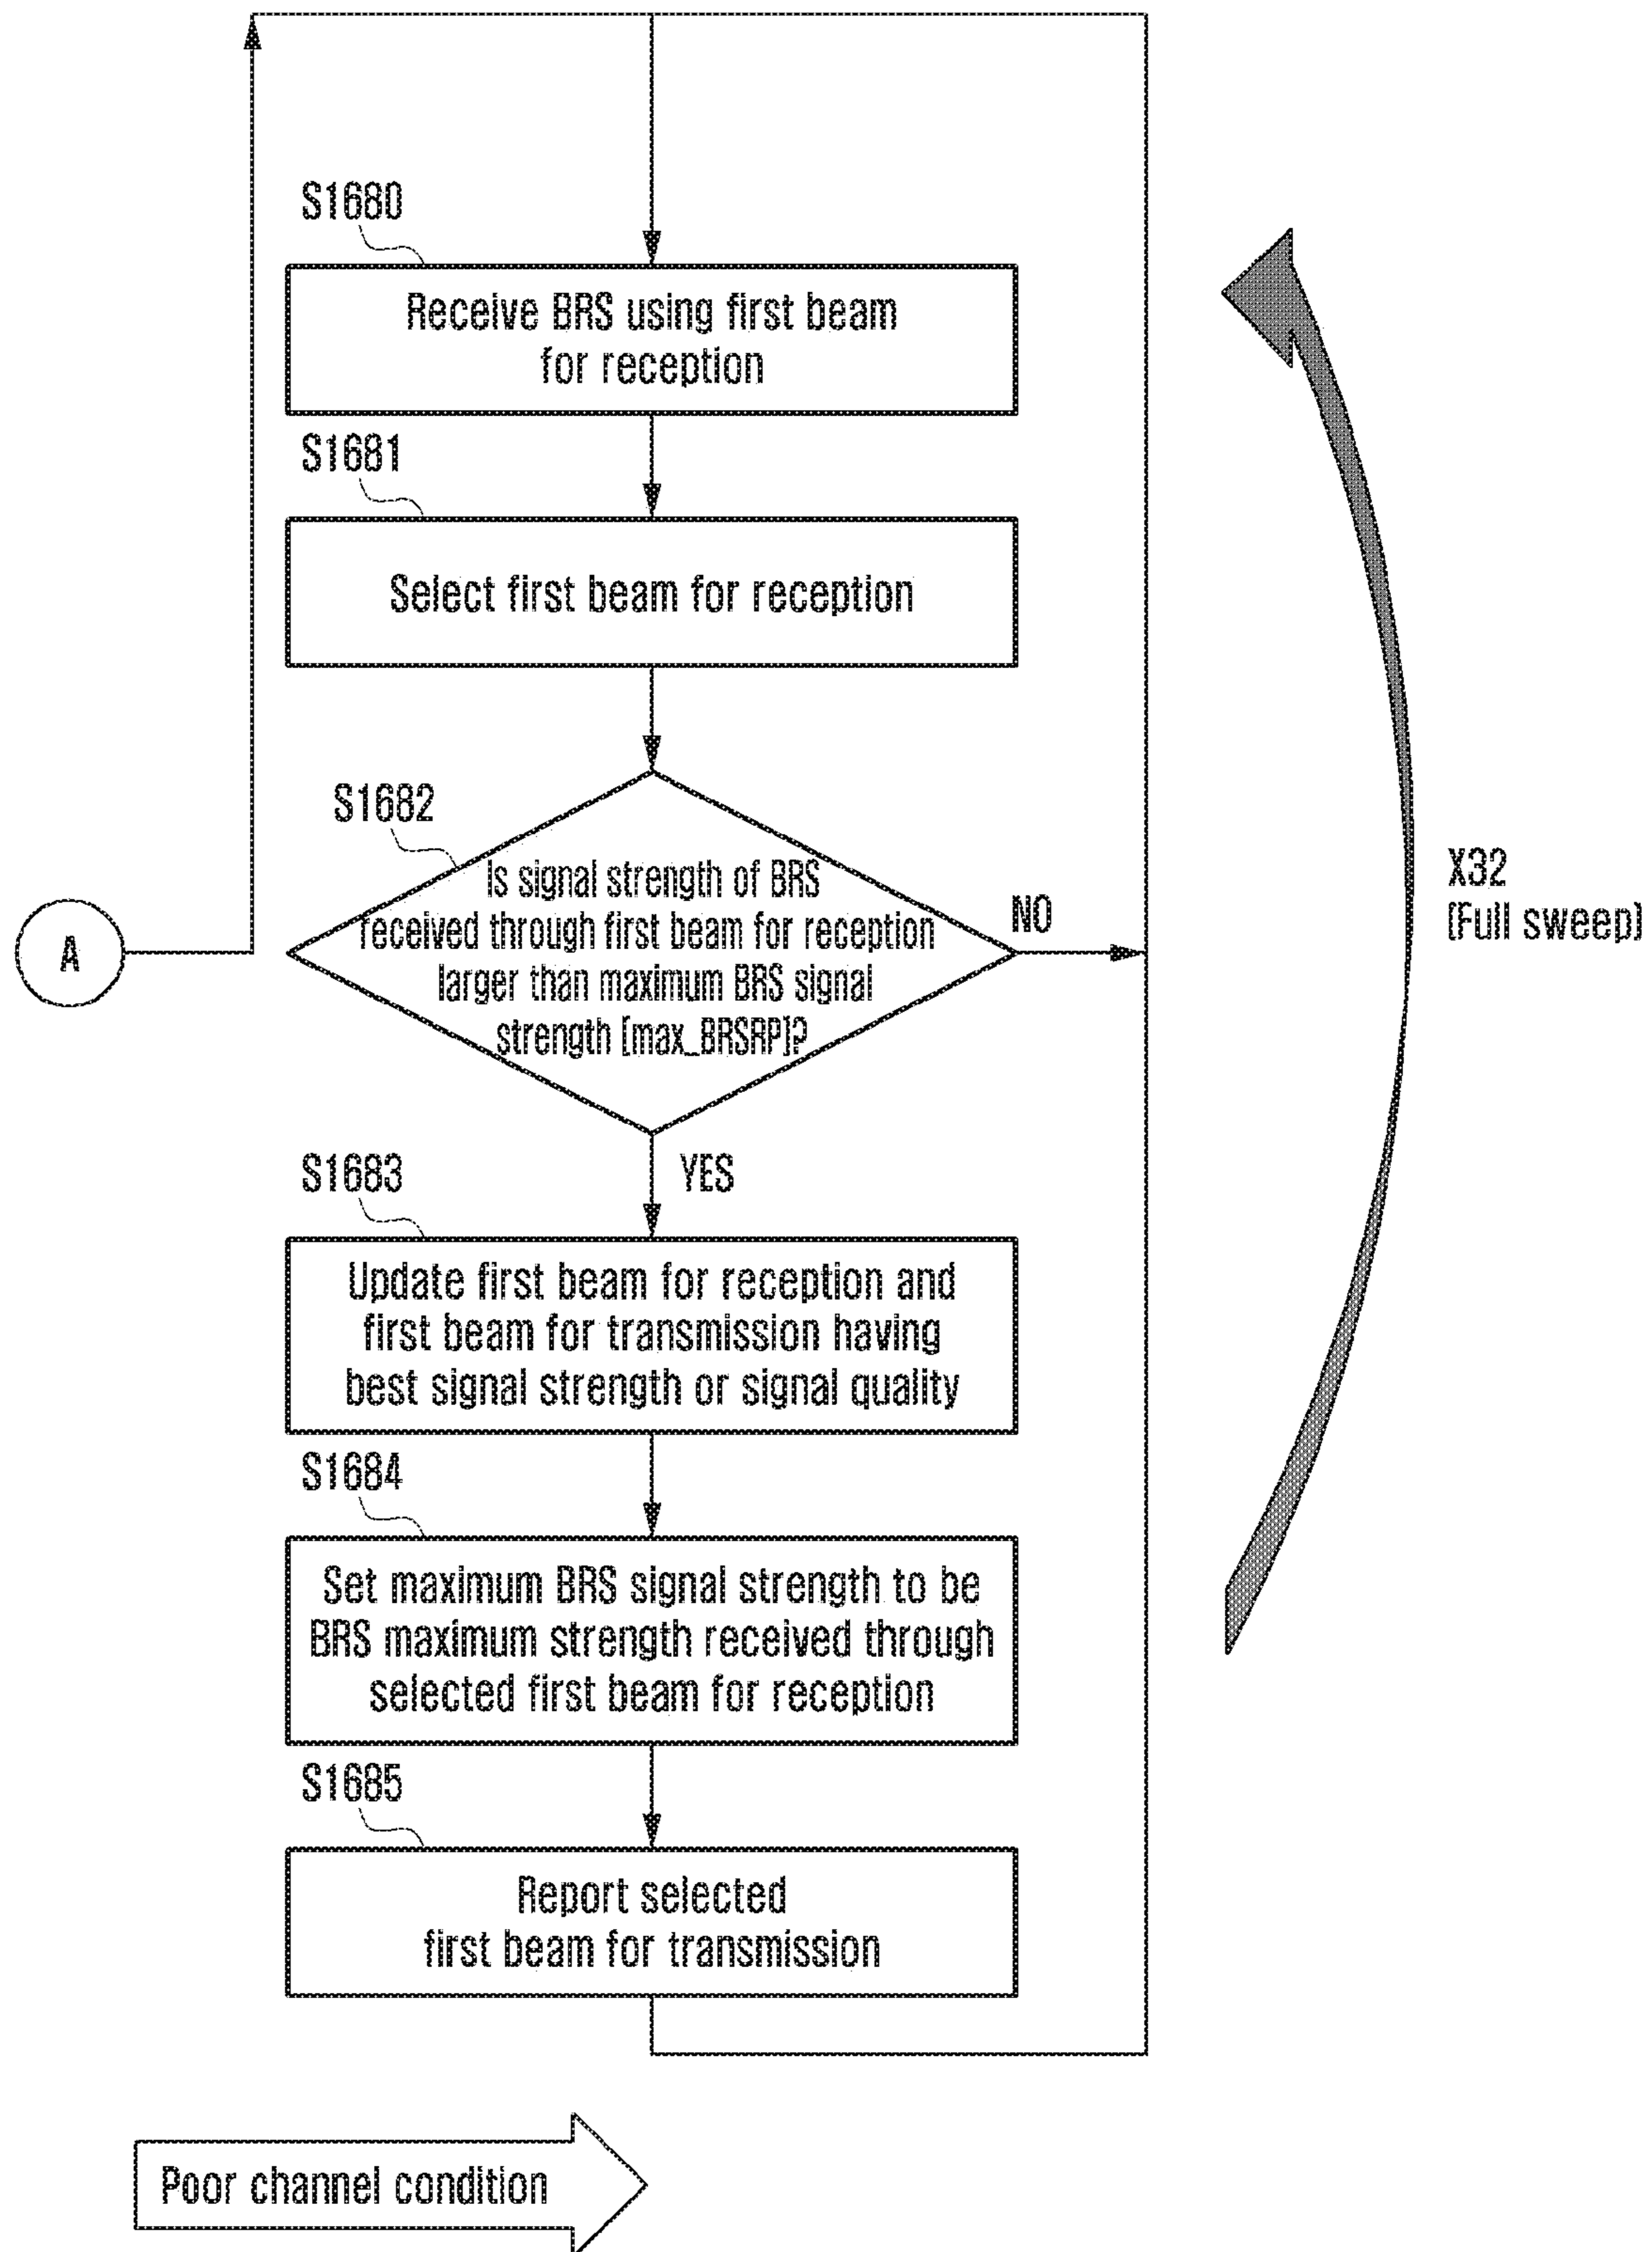 S1680
Receive BRS using first beam
for reception
S1681
Select first beam for reception
S1682
Is signal strength of BRS
received through first beam for reception
larger than maximum BRS signal
strength [max_BRSRP]?
NO
A
X32
[Full sweep]
YES
S1683
Update first beam for reception and
first beam for transmission having
best signal strength or signal quality
S1684
Set maximum BRS signal strength to be
BRS maximum strength received through
selected first beam for reception
S1685
Report selected
first beam for transmission
Poor channel condition